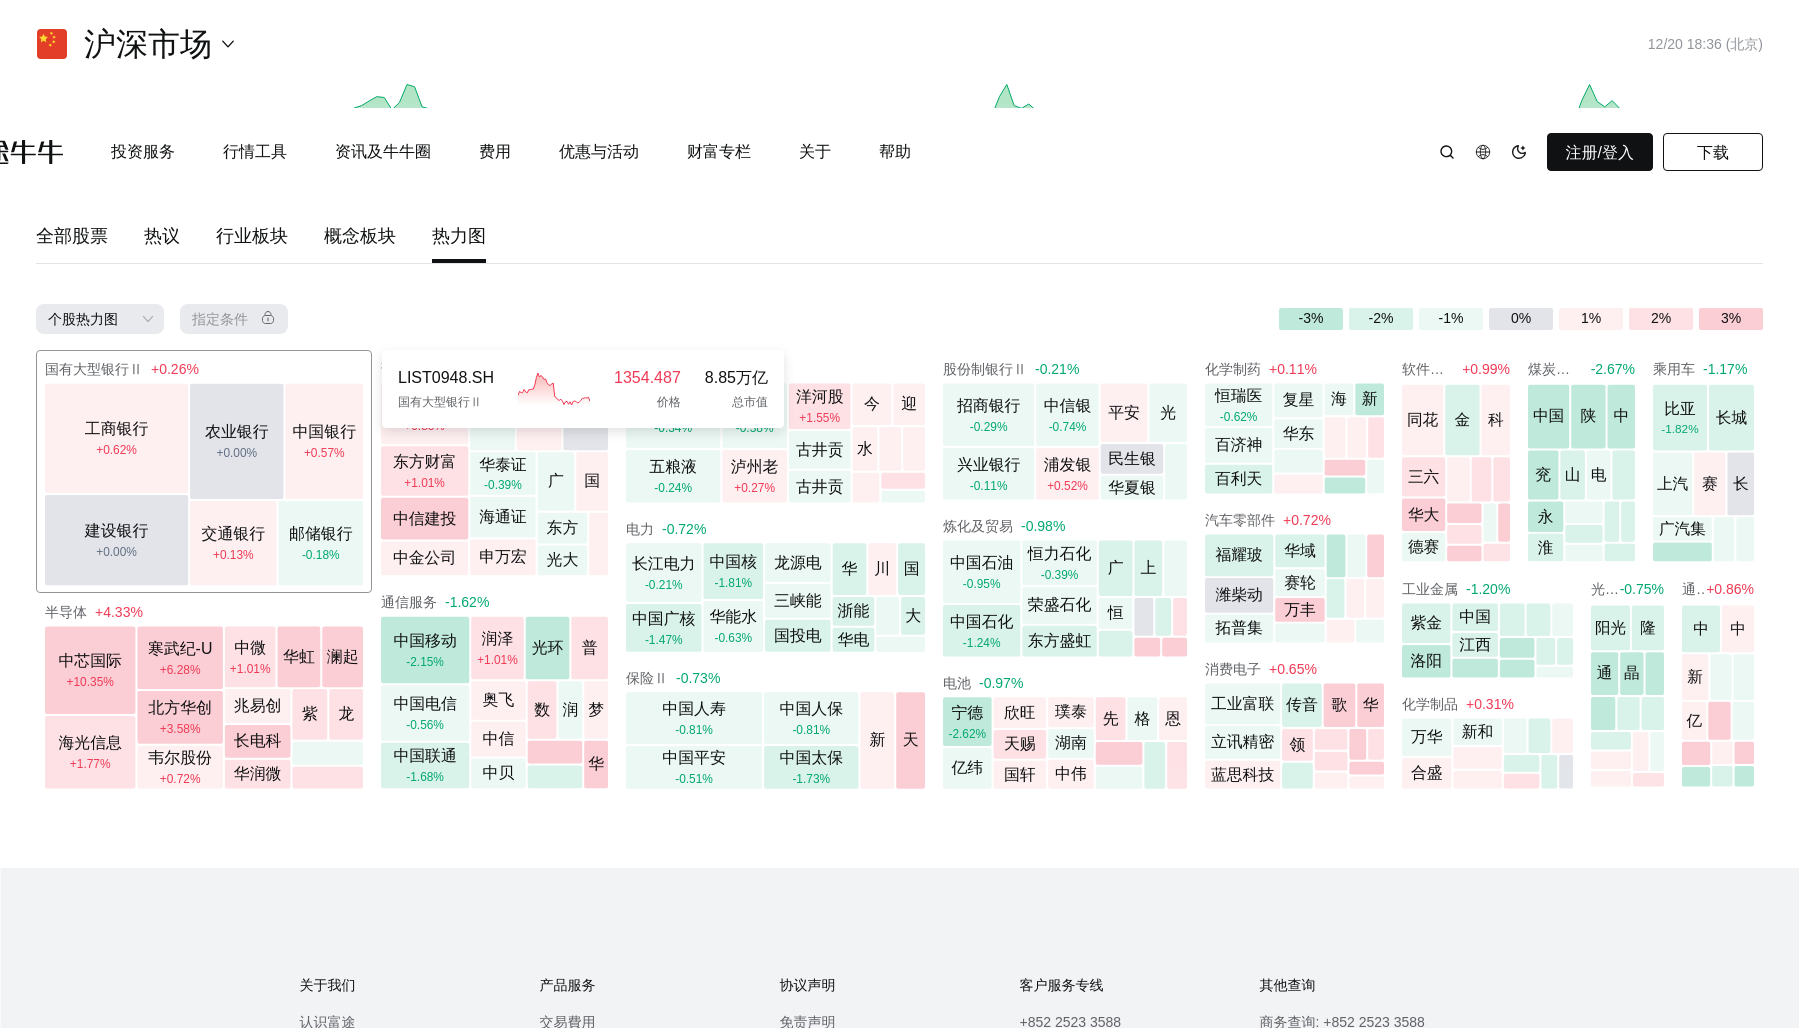 沪深市场
12/20 18:36 (北京)
牛牛
投资服务
行情工具
资讯及牛牛圈
费用
优惠与活动
财富专栏
关于
帮助
注册/登入
下载
全部股票
热议
行业板块
概念板块
热力图
个股热力图
指定条件
-3%
-2%
-1%
0%
1%
2%
3%
国有大型银行Ⅱ +0.26%
工商银行
+0.62%
农业银行
+0.00%
中国银行
+0.57%
建设银行
+0.00%
交通银行
+0.13%
邮储银行
-0.18%
半导体 +4.33%
中芯国际
+10.35%
寒武纪-U
+6.28%
中微
+1.01%
华虹
澜起
海光信息
+1.77%
北方华创
+3.58%
兆易创
紫
龙
韦尔股份
+0.72%
长电科
华润微
LIST0948.SH
国有大型银行Ⅱ
1354.487
价格
8.85万亿
总市值
东方财富
+1.01%
华泰证
-0.39%
广
国
中信建投
海通证
东方
中金公司
申万宏
光大
通信服务 -1.62%
中国移动
-2.15%
润泽
+1.01%
光环
普
中国电信
-0.56%
奥飞
数
润
梦
中信
中国联通
-1.68%
中贝
华
洋河股
+1.55%
今
迎
古井贡
水
五粮液
-0.24%
泸州老
+0.27%
古井贡
电力 -0.72%
长江电力
-0.21%
中国核
-1.81%
龙源电
华
川
国
三峡能
中国广核
-1.47%
华能水
-0.63%
浙能
大
国投电
华电
保险Ⅱ -0.73%
中国人寿
-0.81%
中国人保
-0.81%
新
天
中国平安
-0.51%
中国太保
-1.73%
股份制银行Ⅱ -0.21%
招商银行
-0.29%
中信银
-0.74%
平安
光
兴业银行
-0.11%
浦发银
+0.52%
民生银
华夏银
炼化及贸易 -0.98%
中国石油
-0.95%
恒力石化
-0.39%
广
上
中国石化
-1.24%
荣盛石化
恒
东方盛虹
电池 -0.97%
宁德
-2.62%
欣旺
璞泰
先
格
恩
天赐
湖南
亿纬
国轩
中伟
化学制药 +0.11%
恒瑞医
-0.62%
复星
海
新
百济神
华东
百利天
汽车零部件 +0.72%
福耀玻
华域
潍柴动
赛轮
万丰
拓普集
消费电子 +0.65%
工业富联
传音
歌
华
立讯精密
领
蓝思科技
软件… +0.99%
同花
金
科
三六
华大
德赛
煤炭… -2.67%
中国
陕
中
兖
山
电
永
淮
乘用车 -1.17%
比亚
-1.82%
长城
上汽
赛
长
广汽集
工业金属 -1.20%
紫金
中国
江西
洛阳
化学制品 +0.31%
万华
新和
合盛
光… -0.75%
阳光
隆
通
晶
通… +0.86%
中
中
新
亿
关于我们
产品服务
协议声明
客户服务专线
其他查询
认识富途
交易費用
免责声明
+852 2523 3588
商务查询: +852 2523 3588